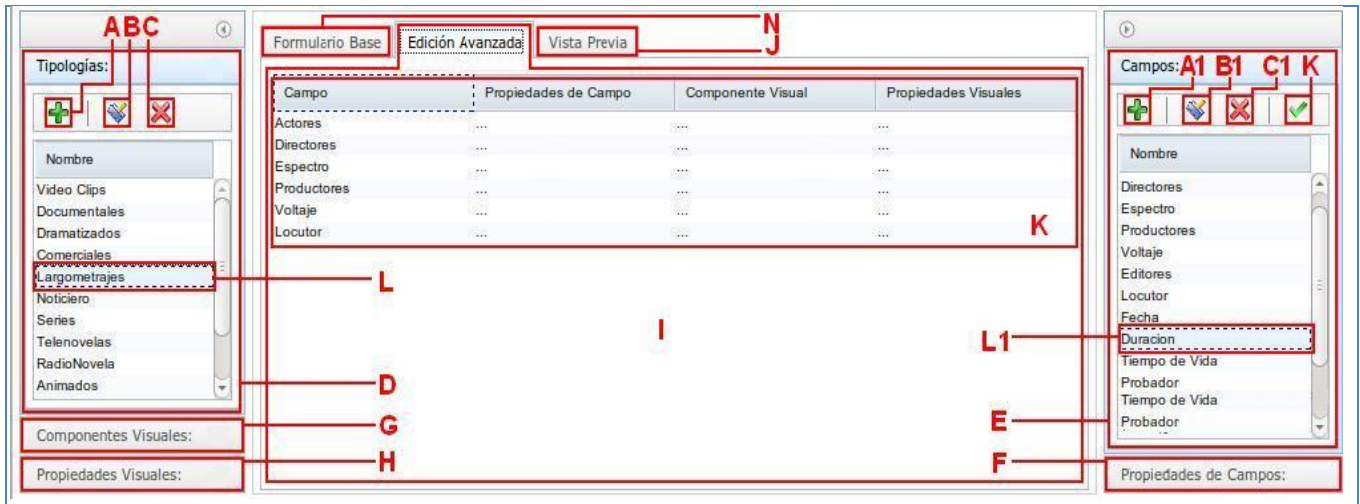 A B C
Tipologías:
Nombre
Video Clips
Documentales
Dramatizados
Comerciales
Largometrajes
Noticiero
Series
Telenovelas
RadioNovela
Animados
Componentes Visuales:
Propiedades Visuales:
L
D
G
H
N
J
Formulario Base Edición Avanzada Vista Previa
Campo Propiedades de Campo Componente Visual Propiedades Visuales
Actores ... ... ...
Directores ... ... ...
Espectro ... ... ...
Productores ... ... ...
Voltaje ... ... ...
Locutor ... ... ...
K
I
L1
E
F
Campos: A1 B1 C1 K
Nombre
Directores
Espectro
Productores
Voltaje
Editores
Locutor
Fecha
Duracion
Tiempo de Vida
Probador
Tiempo de Vida
Probador
Propiedades de Campos: